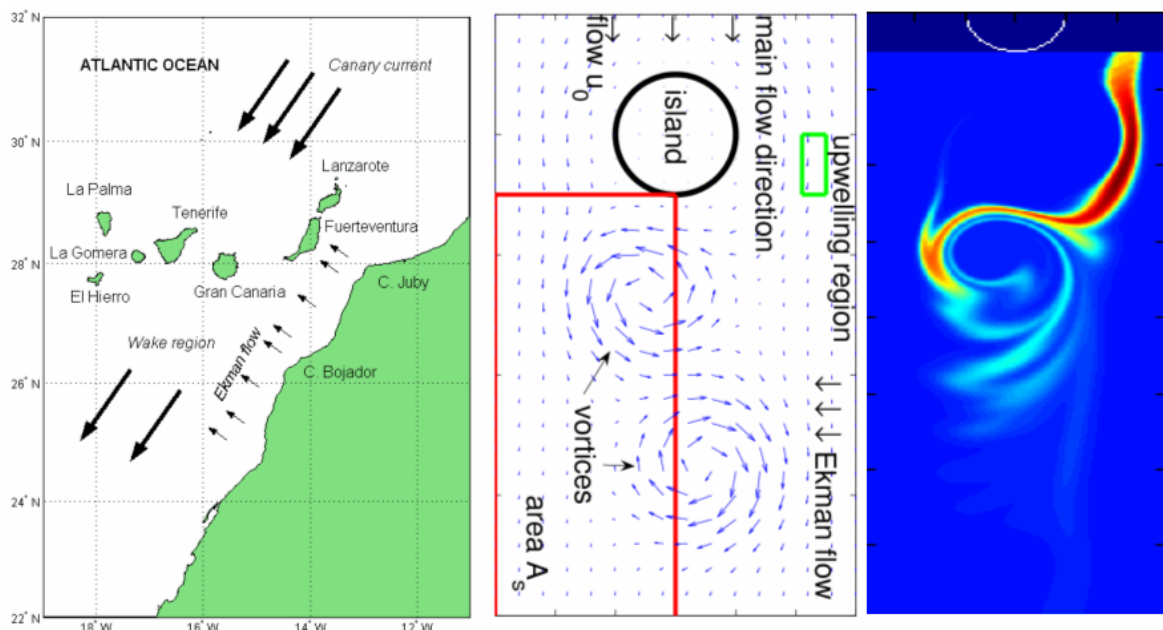 32° N
30° N
28° N
26° N
24° N
22° N
18° W
16° W
14° W
12° W
ATLANTIC OCEAN
Canary current
Lanzarote
La Palma
Tenerife
Fuerteventura
La Gomera
C. Juby
El Hierro
Gran Canaria
Wake region
Ekman flow
C. Bojador
flow u0
main flow direction
island
upwelling region
vortices
Ekman flow
area As